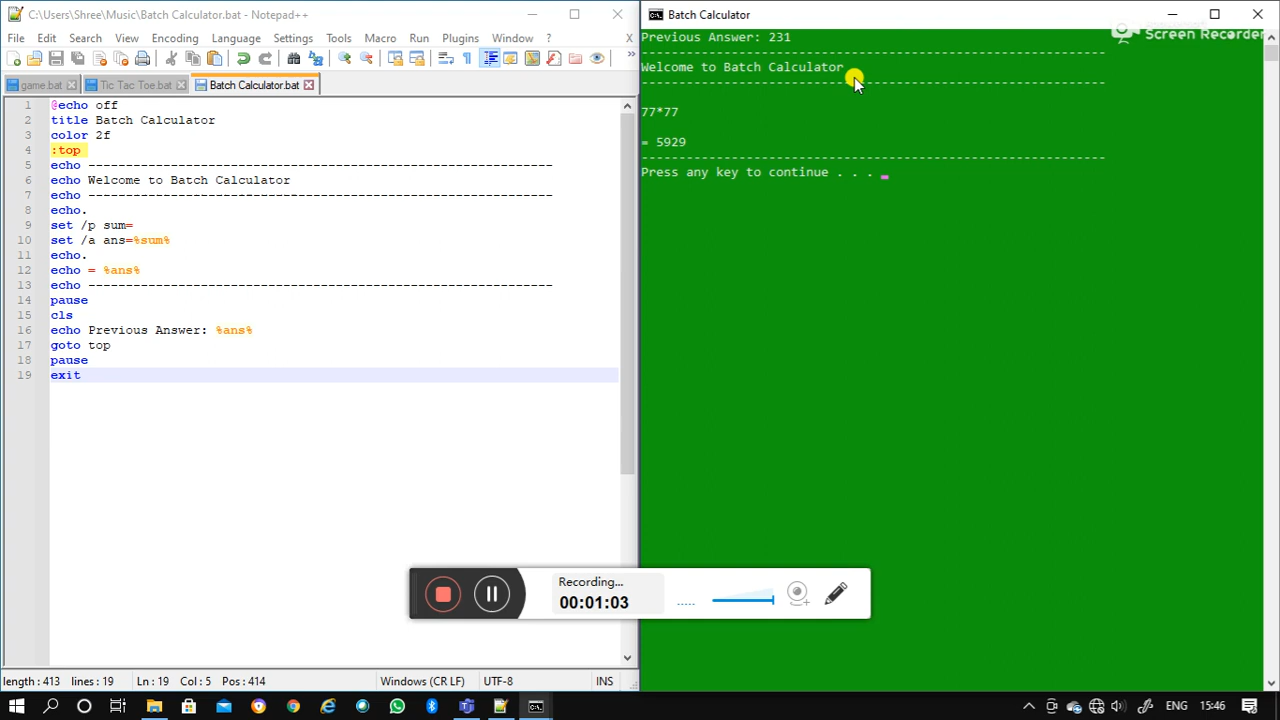 C:\Users\Shree\Music\Batch Calculator.bat - Notepad++
File Edit Search View Encoding Language Settings Tools Macro Run Plugins Window ? X
game.bat Tic Tac Toe.bat Batch Calculator.bat
1 @echo off
2 title Batch Calculator
3 color 2f
4 :top
5 echo --------------------------------------------------------------
6 echo Welcome to Batch Calculator
7 echo --------------------------------------------------------------
8 echo.
9 set /p sum=
10 set /a ans=%sum%
11 echo.
12 echo = %ans%
13 echo --------------------------------------------------------------
14 pause
15 cls
16 echo Previous Answer: %ans%
17 goto top
18 pause
19 exit
length : 413 lines : 19 Ln : 19 Col : 5 Pos : 414 Windows (CR LF) UTF-8 INS
Batch Calculator
Screen Recorder
Previous Answer: 231
--------------------------------------------------------------
Welcome to Batch Calculator
--------------------------------------------------------------
77*77
= 5929
--------------------------------------------------------------
Press any key to continue . . .
Recording...
00:01:03
ENG 15:46